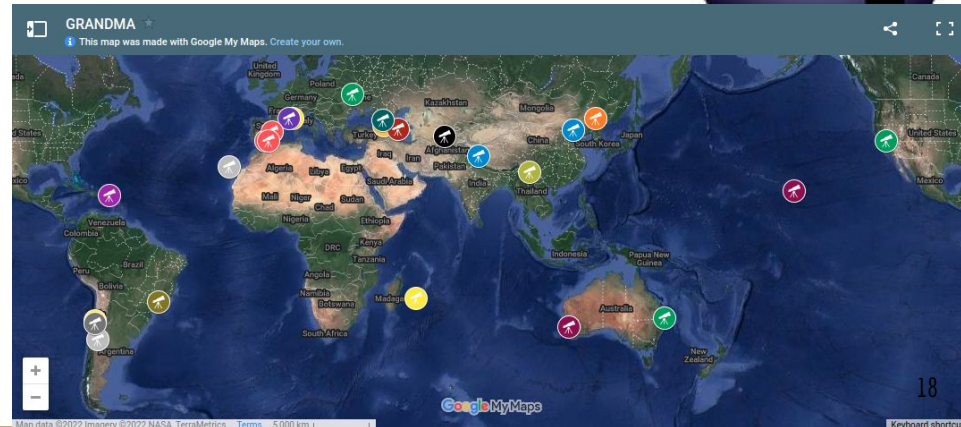 GRANDMA
This map was made with Google My Maps. Create your own.
United Kingdom
Poland
Germany
Canada
Kazakhstan
Mongolia
Turkey
Afghanistan
China
Japan
South Korea
United States
Iraq
Iran
Pakistan
Algeria
Libya
Egypt
Saudi Arabia
India
Thailand
Mexico
Mali
Niger
Chad
Sudan
Venezuela
Colombia
Nigeria
Ethiopia
DRC
Kenya
Tanzania
Indonesia
Papua New Guinea
Peru
Brazil
Bolivia
Angola
Namibia
Botswana
Madaga
Australia
South Africa
Argentina
New Zealand
+
−
18
Google My Maps
Map data ©2022 Imagery ©2022 NASA, TerraMetrics Terms 5,000 km
Keyboard shortcu